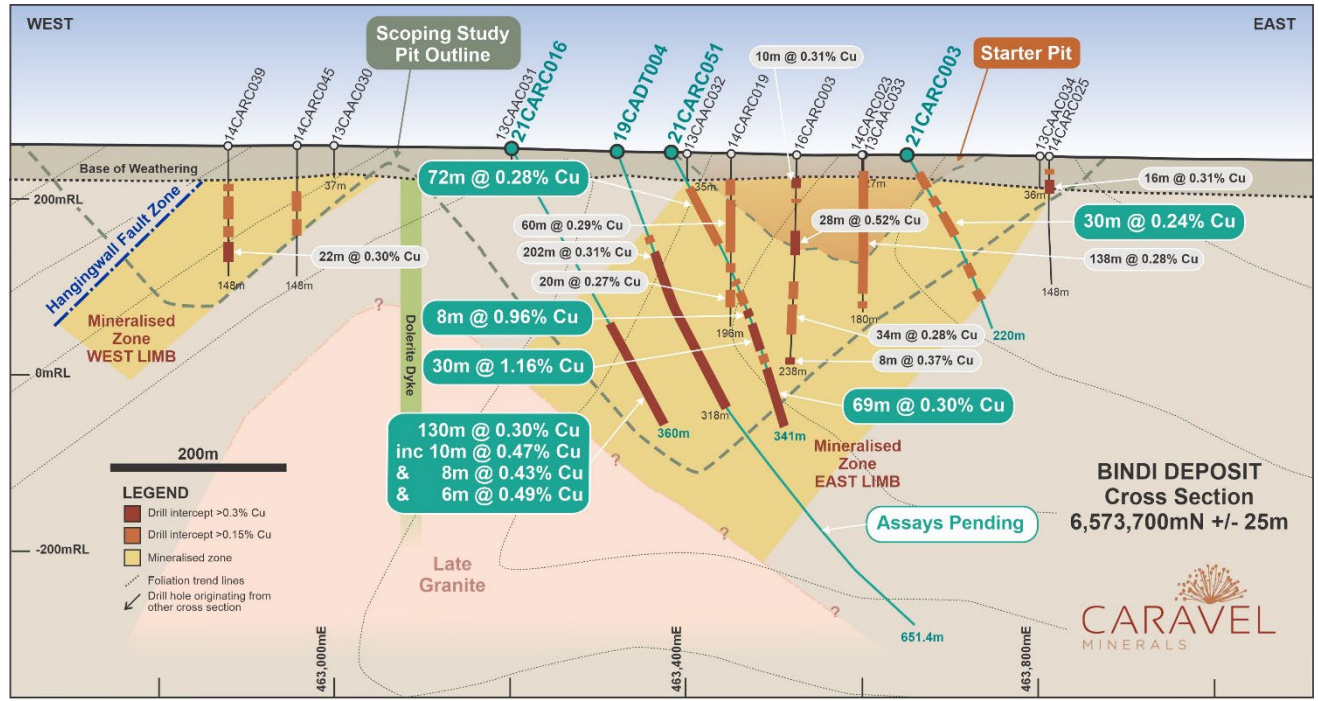 WEST
EAST
Scoping Study
Pit Outline
Starter Pit
14CARC039
14CARC045
13CAAC030
13CAAC031
21CARC016
19CADT004
21CARC051
13CAAC032
14CARC019
16CARC003
14CARC023
13CAAC033
21CARC003
13CAAC034
14CARC025
10m @ 0.31% Cu
Base of Weathering
37m
35m
27m
36m
16m @ 0.31% Cu
72m @ 0.28% Cu
200mRL
60m @ 0.29% Cu
28m @ 0.52% Cu
30m @ 0.24% Cu
Hangingwall Fault Zone
22m @ 0.30% Cu
202m @ 0.31% Cu
138m @ 0.28% Cu
148m
148m
20m @ 0.27% Cu
148m
Mineralised
Zone
WEST LIMB
?
Dolerite Dyke
8m @ 0.96% Cu
196m
180m
34m @ 0.28% Cu
220m
30m @ 1.16% Cu
8m @ 0.37% Cu
238m
0mRL
69m @ 0.30% Cu
318m
360m
341m
130m @ 0.30% Cu
inc 10m @ 0.47% Cu
& 8m @ 0.43% Cu
& 6m @ 0.49% Cu
Mineralised
Zone
EAST LIMB
?
200m
LEGEND
Drill intercept >0.3% Cu
Drill intercept >0.15% Cu
Mineralised zone
Foliation trend lines
Drill hole originating from
other cross section
BINDI DEPOSIT
Cross Section
6,573,700mN +/- 25m
Assays Pending
?
-200mRL
Late
Granite
?
651.4m
CARAVEL
MINERALS
463,000mE
463,400mE
463,800mE